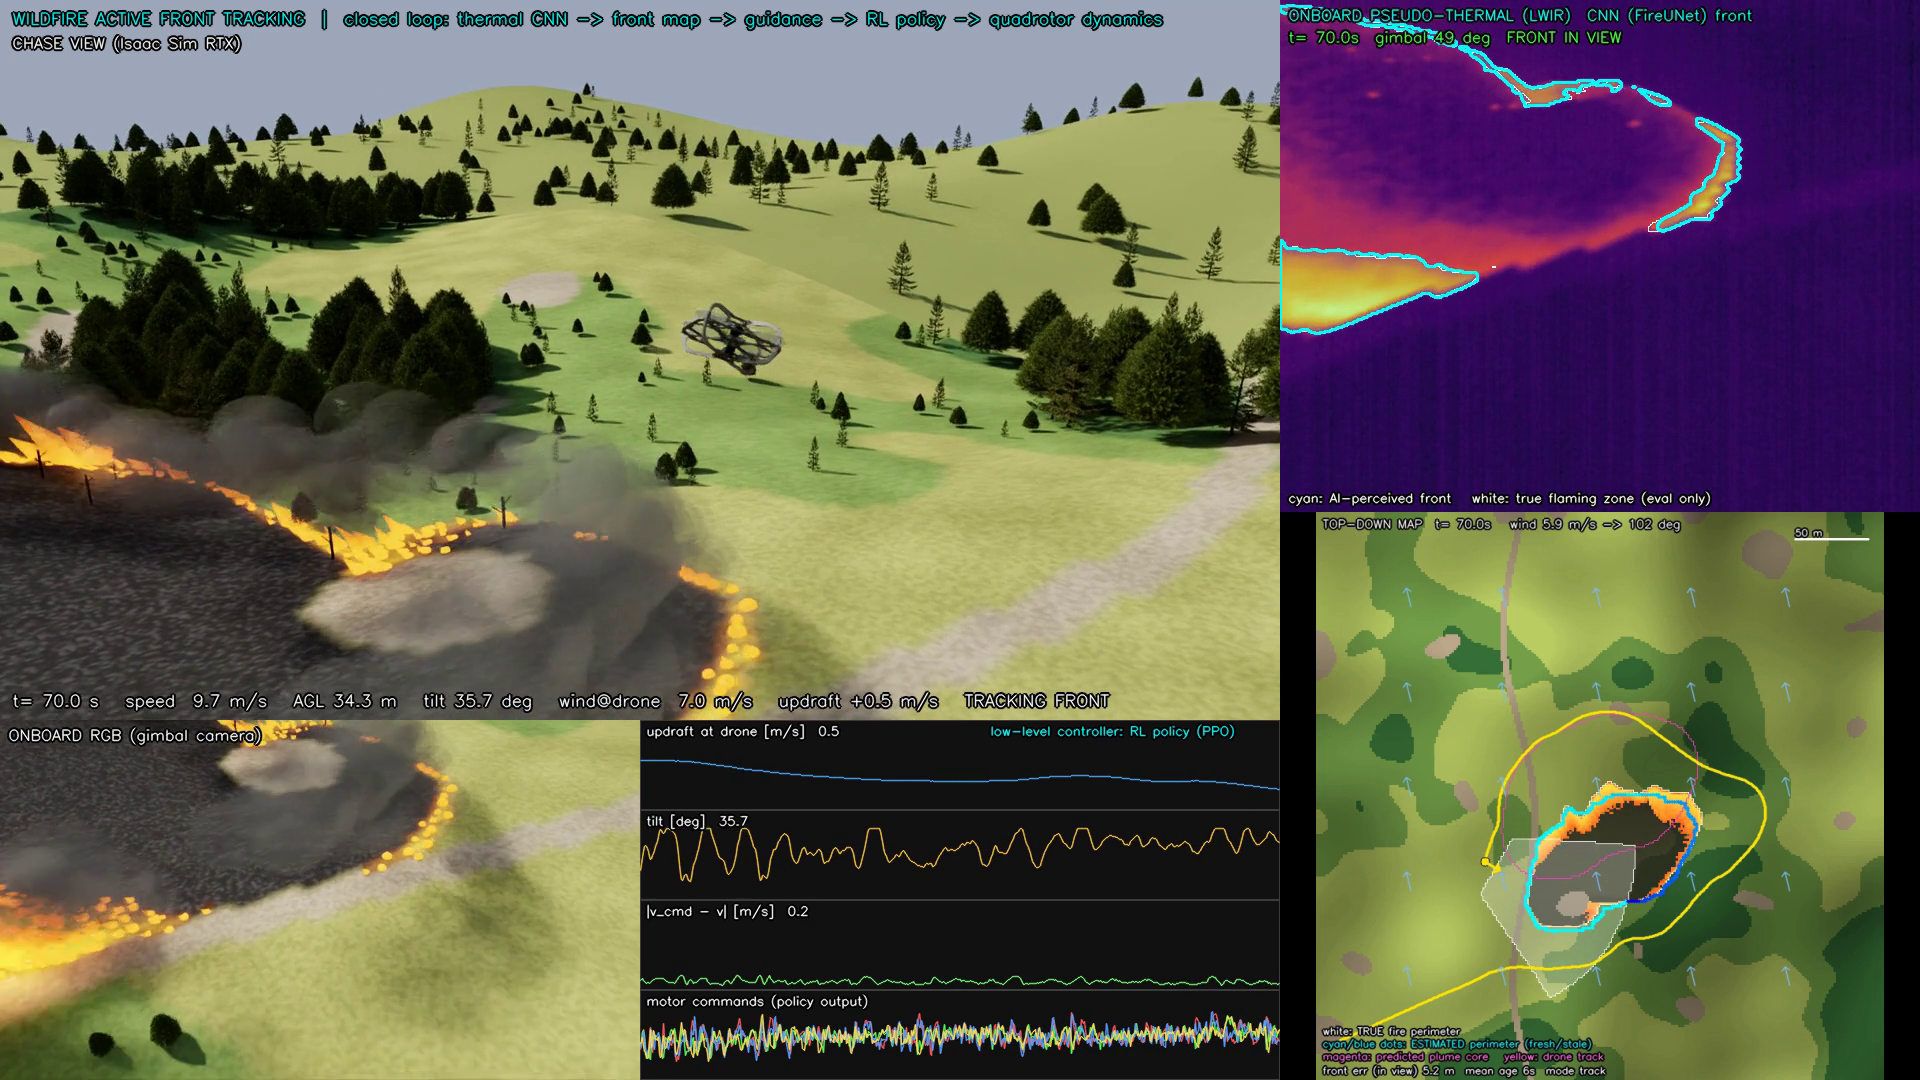 WILDFIRE ACTIVE FRONT TRACKING | closed loop: thermal CNN -> front map -> guidance -> RL policy -> quadrotor dynamics
CHASE VIEW (Isaac Sim RTX)
t= 70.0 s speed 9.7 m/s AGL 34.3 m tilt 35.7 deg wind@drone 7.0 m/s updraft +0.5 m/s TRACKING FRONT
ONBOARD PSEUDO-THERMAL (LWIR) CNN (FireUNet) front
t= 70.0s gimbal 49 deg FRONT IN VIEW
cyan: AI-perceived front white: true flaming zone (eval only)
ONBOARD RGB (gimbal camera)
updraft at drone [m/s] 0.5 low-level controller: RL policy (PPO)
tilt [deg] 35.7
|v_cmd - v| [m/s] 0.2
motor commands (policy output)
TOP-DOWN MAP t= 70.0s wind 5.9 m/s -> 102 deg
50 m
white: TRUE fire perimeter
cyan/blue dots: ESTIMATED perimeter (fresh/stale)
magenta: predicted plume core yellow: drone track
front err (in view) 5.2 m mean age 6s mode track